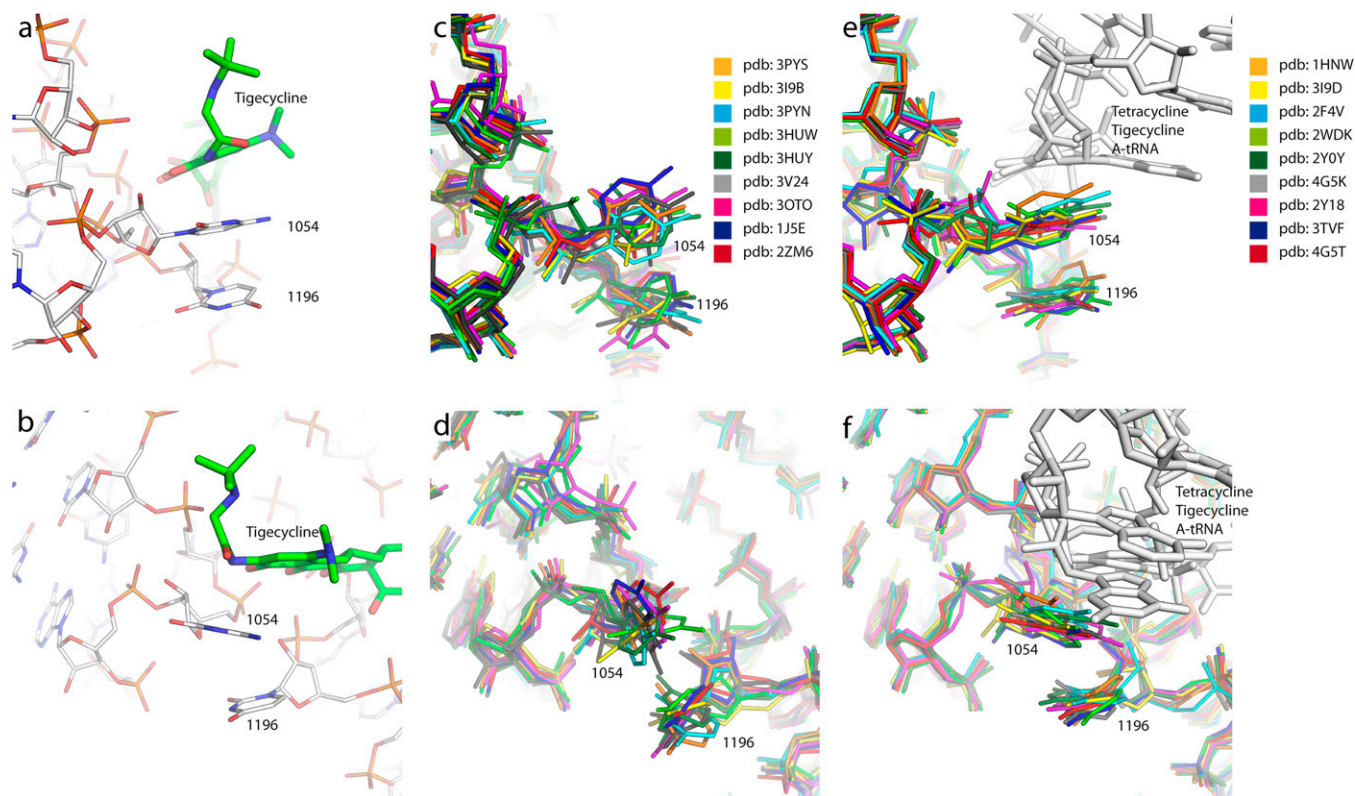 a
Tigecycline
1054
1196
c
1054
1196
pdb: 3PYS
pdb: 3I9B
pdb: 3PYN
pdb: 3HUW
pdb: 3HUY
pdb: 3V24
pdb: 3OTO
pdb: 1J5E
pdb: 2ZM6
e
Tetracycline
Tigecycline
A-tRNA
1054
1196
pdb: 1HNW
pdb: 3I9D
pdb: 2F4V
pdb: 2WDK
pdb: 2Y0Y
pdb: 4G5K
pdb: 2Y18
pdb: 3TVF
pdb: 4G5T
b
Tigecycline
1054
1196
d
1054
1196
f
Tetracycline
Tigecycline
A-tRNA
1054
1196